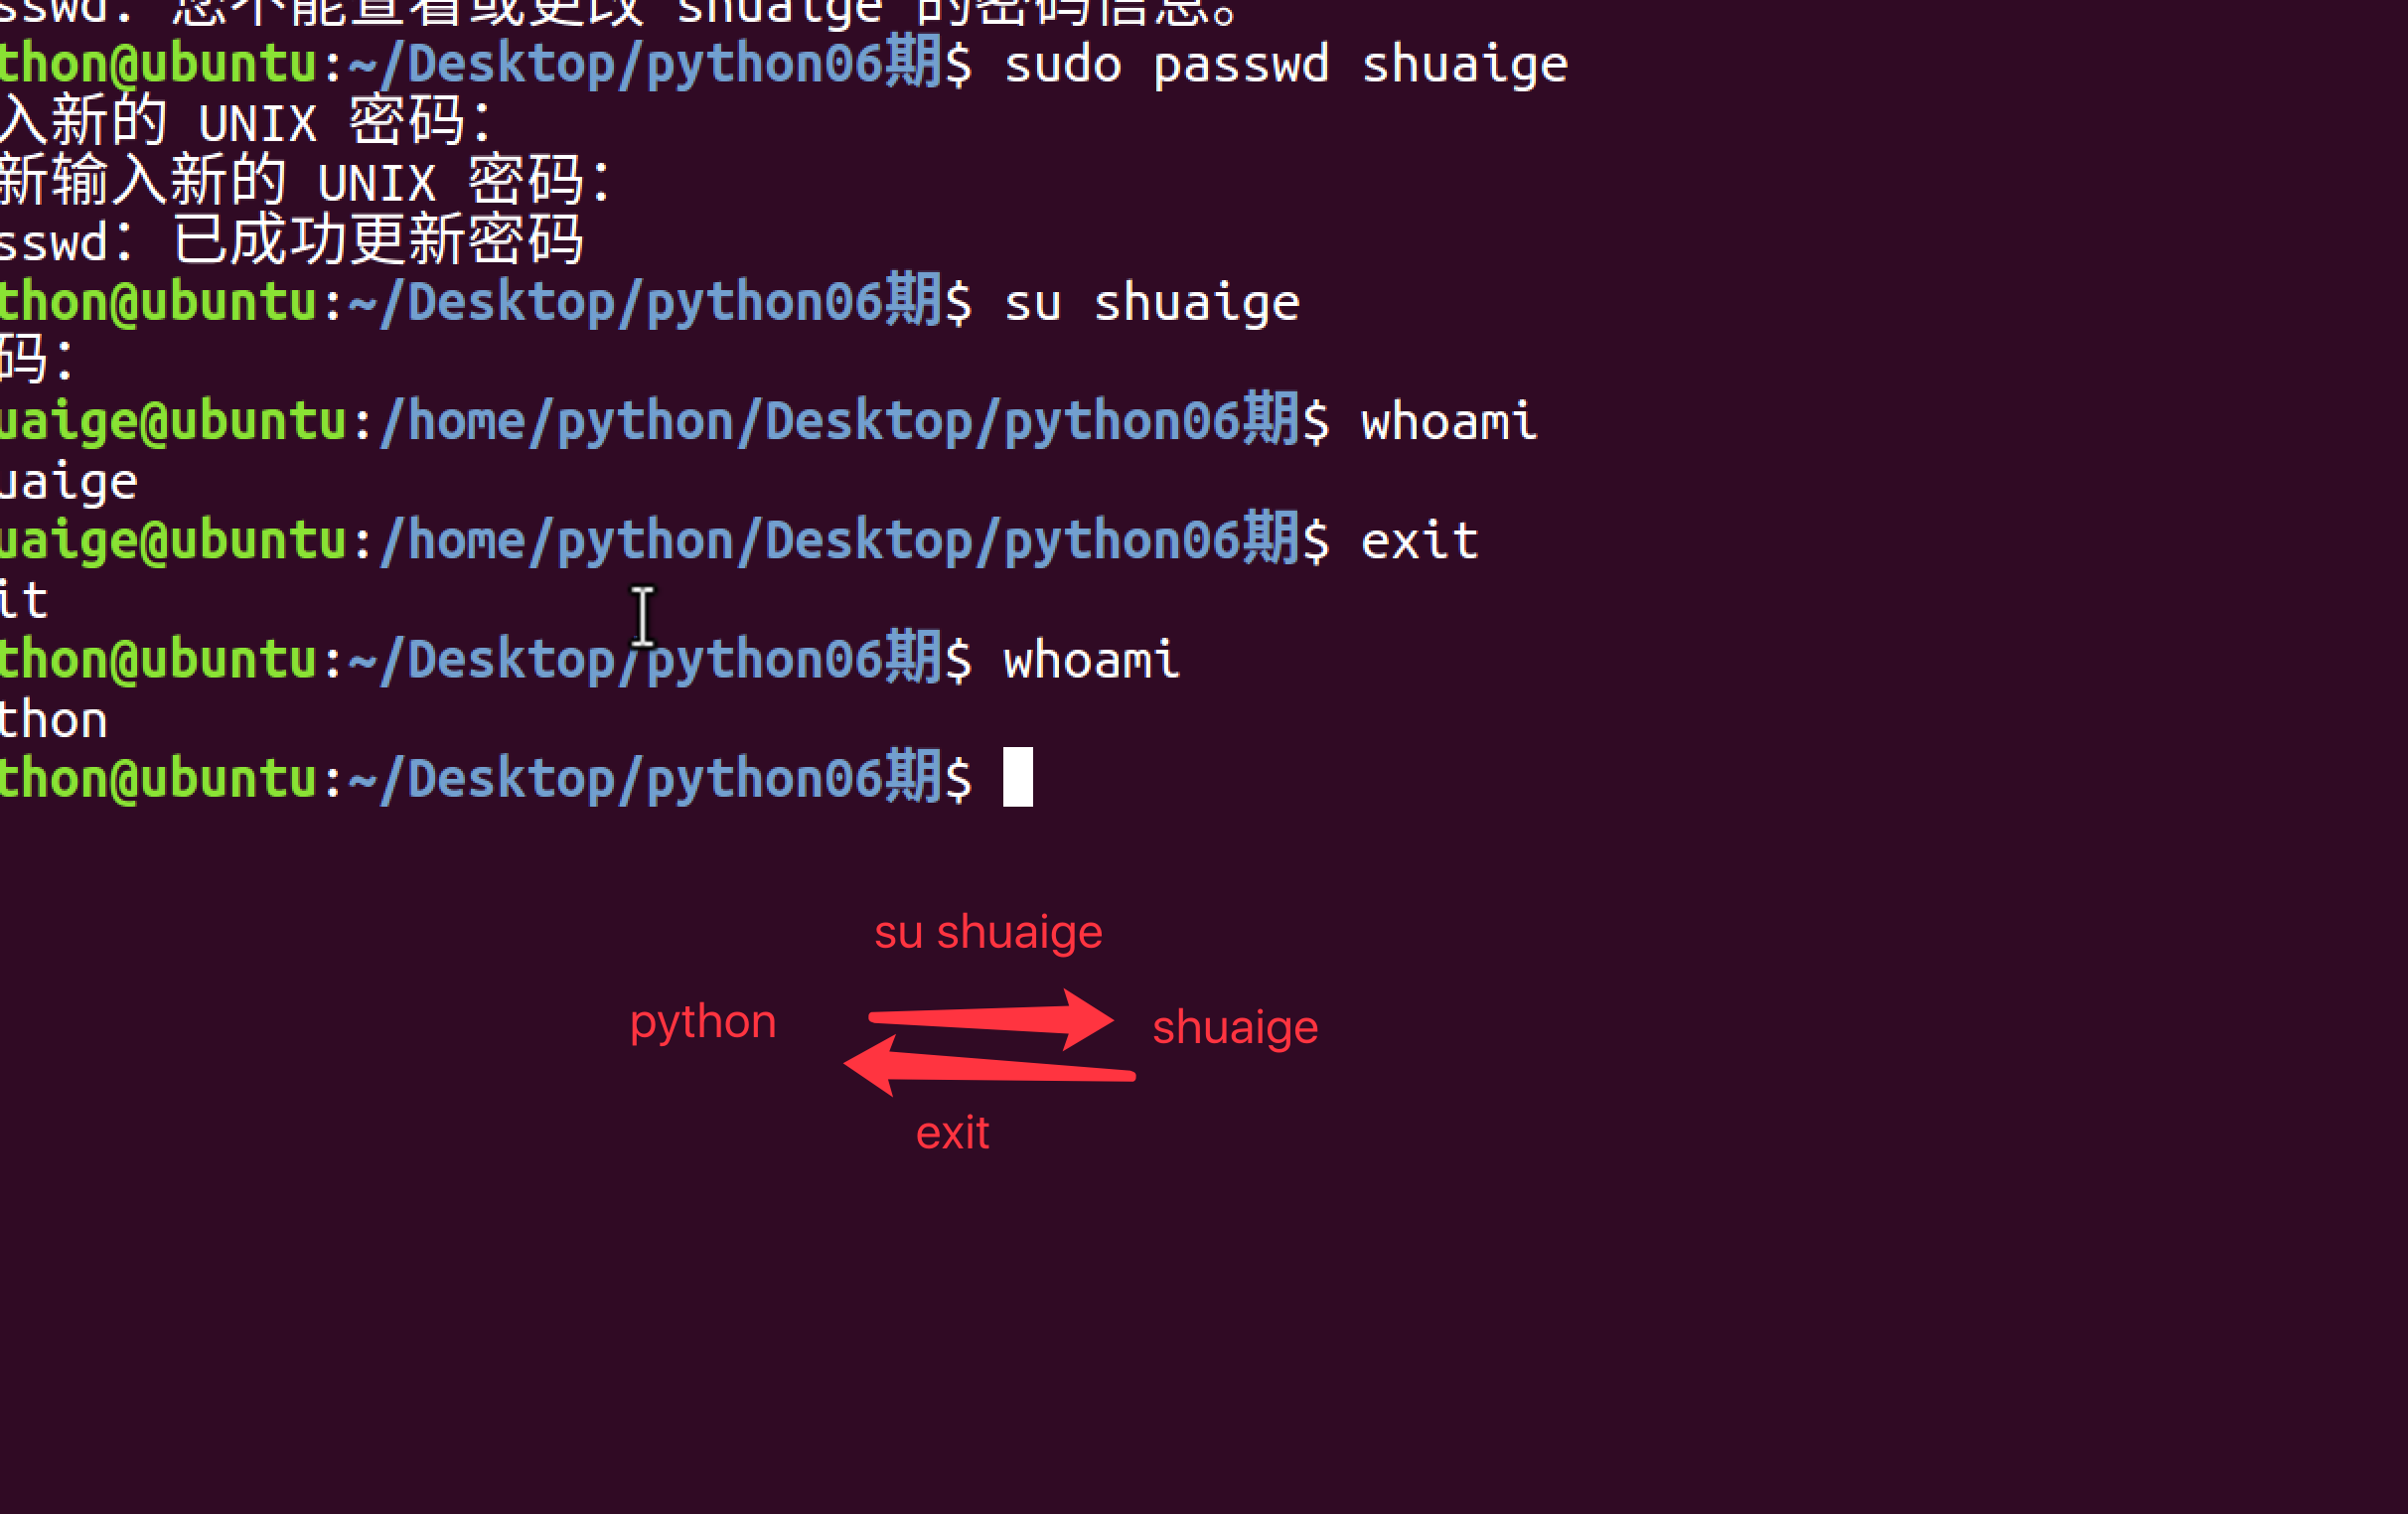 sswd：您不能查看或更改 shuaige 的密码信息。
thon@ubuntu:~/Desktop/python06期$ sudo passwd shuaige
入新的 UNIX 密码：
新输入新的 UNIX 密码：
sswd：已成功更新密码
thon@ubuntu:~/Desktop/python06期$ su shuaige
码：
uaige@ubuntu:/home/python/Desktop/python06期$ whoami
uaige
uaige@ubuntu:/home/python/Desktop/python06期$ exit
it
thon@ubuntu:~/Desktop/python06期$ whoami
thon
thon@ubuntu:~/Desktop/python06期$
su shuaige
python
shuaige
exit